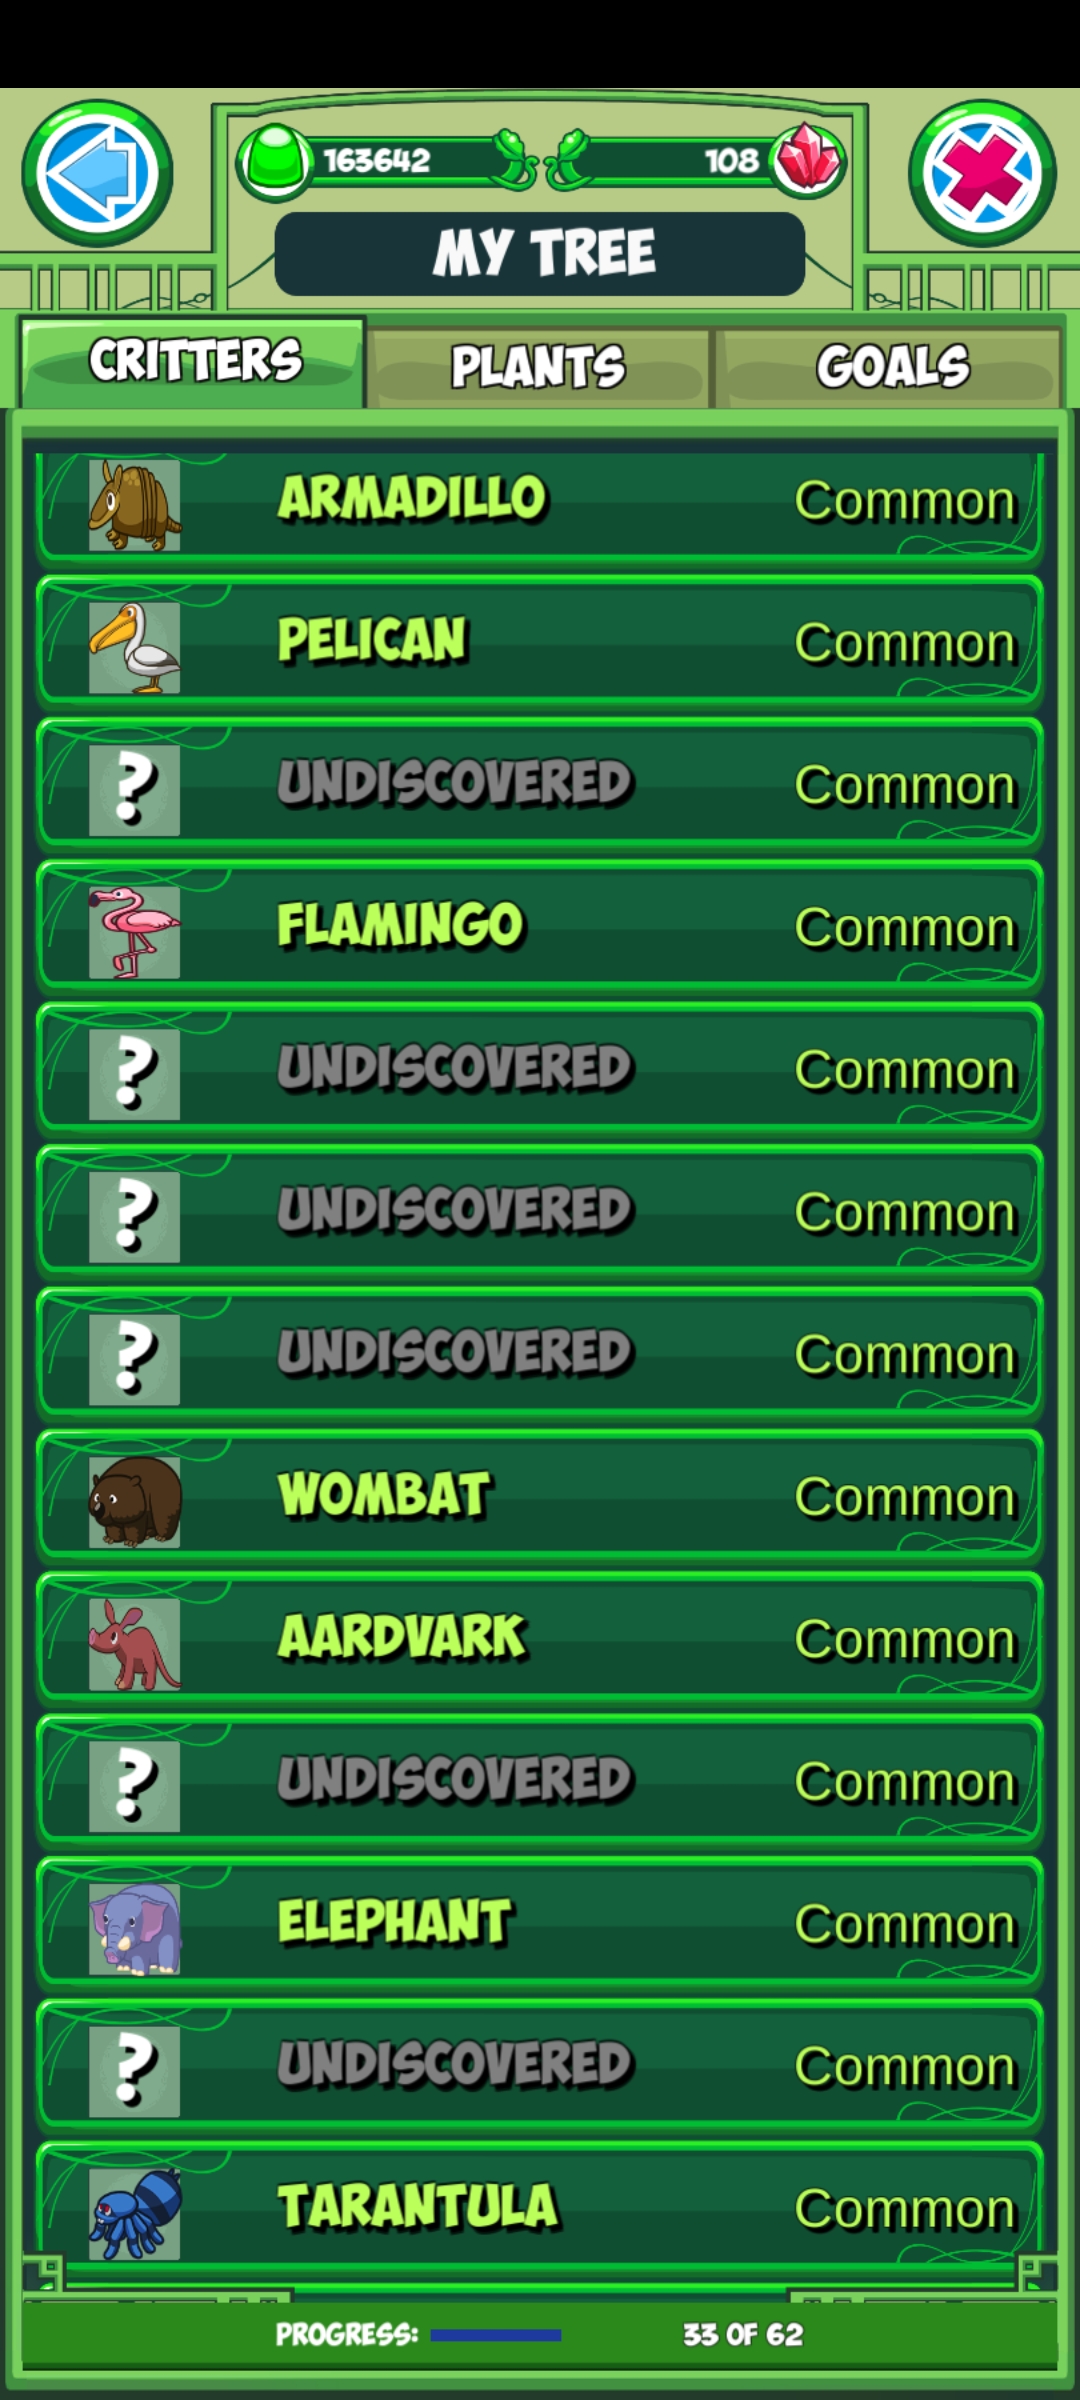 163642
108
MY TREE
CRITTERS
PLANTS
GOALS
ARMADILLO Common
PELICAN Common
? UNDISCOVERED Common
FLAMINGO Common
? UNDISCOVERED Common
? UNDISCOVERED Common
? UNDISCOVERED Common
WOMBAT Common
AARDVARK Common
? UNDISCOVERED Common
ELEPHANT Common
? UNDISCOVERED Common
TARANTULA Common
PROGRESS: 33 OF 62